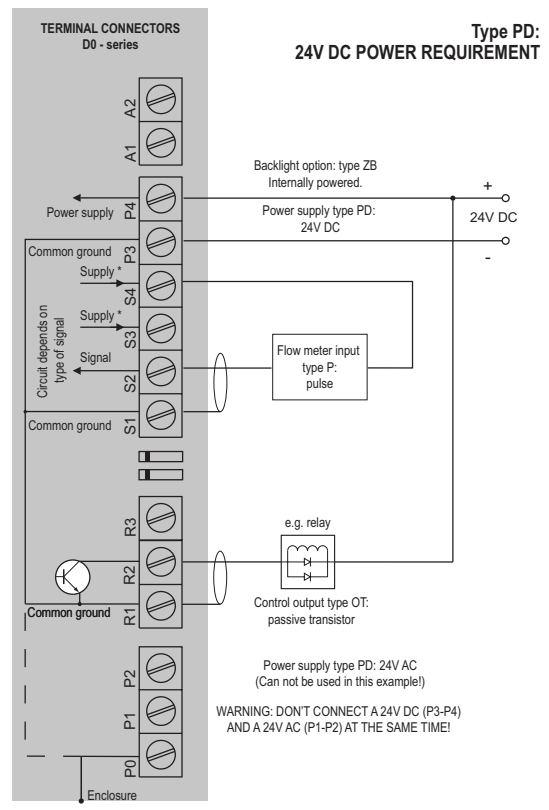 TERMINAL CONNECTORS
D0 - series
Type PD:
24V DC POWER REQUIREMENT
A2
A1
Backlight option: type ZB
Internally powered.
P4
Power supply
+
Power supply type PD:
24V DC
24V DC
P3
Common ground
-
Supply *
S4
Supply *
S3
Circuit depends on
type of signal
Signal
S2
Flow meter input
type P:
pulse
Common ground
S1
R3
e.g. relay
R2
Common ground
R1
Control output type OT:
passive transistor
P2
Power supply type PD: 24V AC
(Can not be used in this example!)
P1
WARNING: DON'T CONNECT A 24V DC (P3-P4)
AND A 24V AC (P1-P2) AT THE SAME TIME!
P0
Enclosure